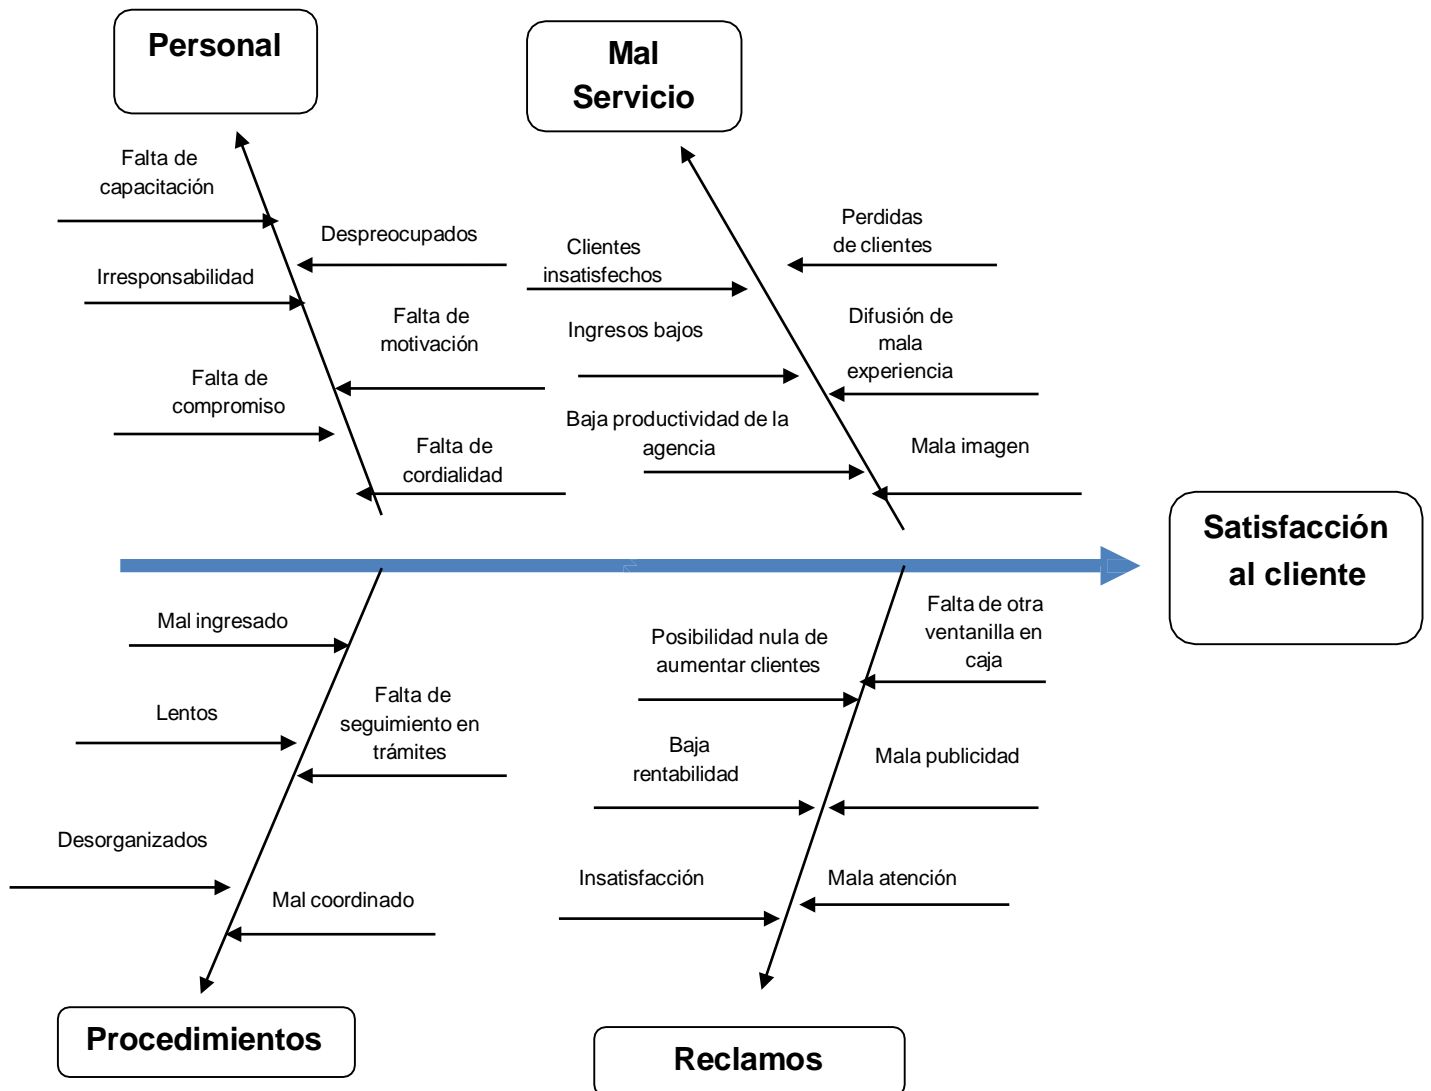 Personal
Mal
Servicio
Falta de
capacitación
Despreocupados
Irresponsabilidad
Falta de
motivación
Falta de
compromiso
Falta de
cordialidad
Perdidas
de clientes
Clientes
insatisfechos
Ingresos bajos
Difusión de
mala
experiencia
Baja productividad de la
agencia
Mala imagen
Satisfacción
al cliente
Mal ingresado
Lentos
Falta de
seguimiento en
trámites
Desorganizados
Mal coordinado
Falta de otra
ventanilla en
caja
Posibilidad nula de
aumentar clientes
Baja
rentabilidad
Mala publicidad
Insatisfacción
Mala atención
Procedimientos
Reclamos